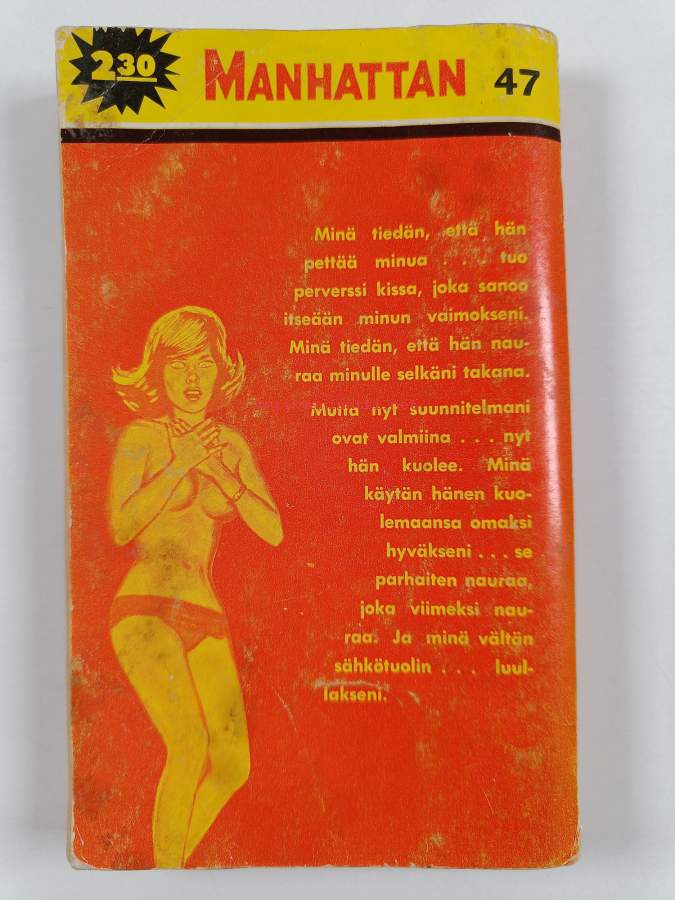 2.30
MANHATTAN 47
Minä tiedän, että hän
pettää minua . . . tuo
perverssi kissa, joka sanoo
itseään minun vaimokseni.
Minä tiedän, että hän nau-
raa minulle selkäni takana.
Mutta nyt suunnitelmani
ovat valmiina . . . nyt
hän kuolee. Minä
käytän hänen kuo-
lemaansa omaksi
hyväkseni . . . se
parhaiten nauraa,
joka viimeksi nau-
raa. Ja minä vältän
sähkötuolin . . . luul-
lakseni.